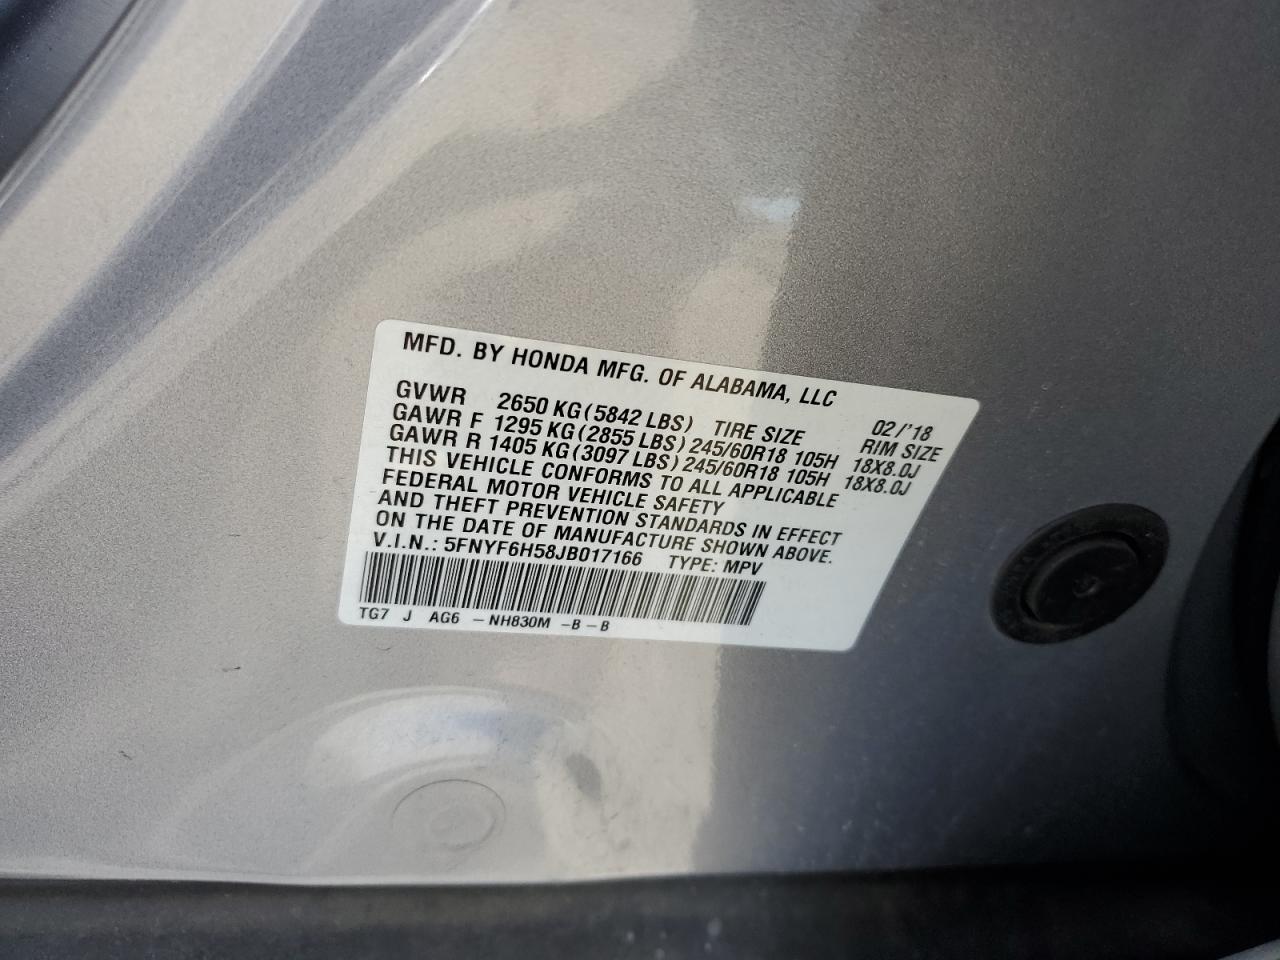 MFD. BY HONDA MFG. OF ALABAMA, LLC
GVWR 2650 KG (5842 LBS) TIRE SIZE 02/'18 RIM SIZE
GAWR F 1295 KG (2855 LBS) 245/60R18 105H 18X8.0J
GAWR R 1405 KG (3097 LBS) 245/60R18 105H 18X8.0J
THIS VEHICLE CONFORMS TO ALL APPLICABLE
FEDERAL MOTOR VEHICLE SAFETY
AND THEFT PREVENTION STANDARDS IN EFFECT
ON THE DATE OF MANUFACTURE SHOWN ABOVE.
V.I.N.: 5FNYF6H58JB017166 TYPE: MPV
TG7 J AG6 -NH830M -B-B